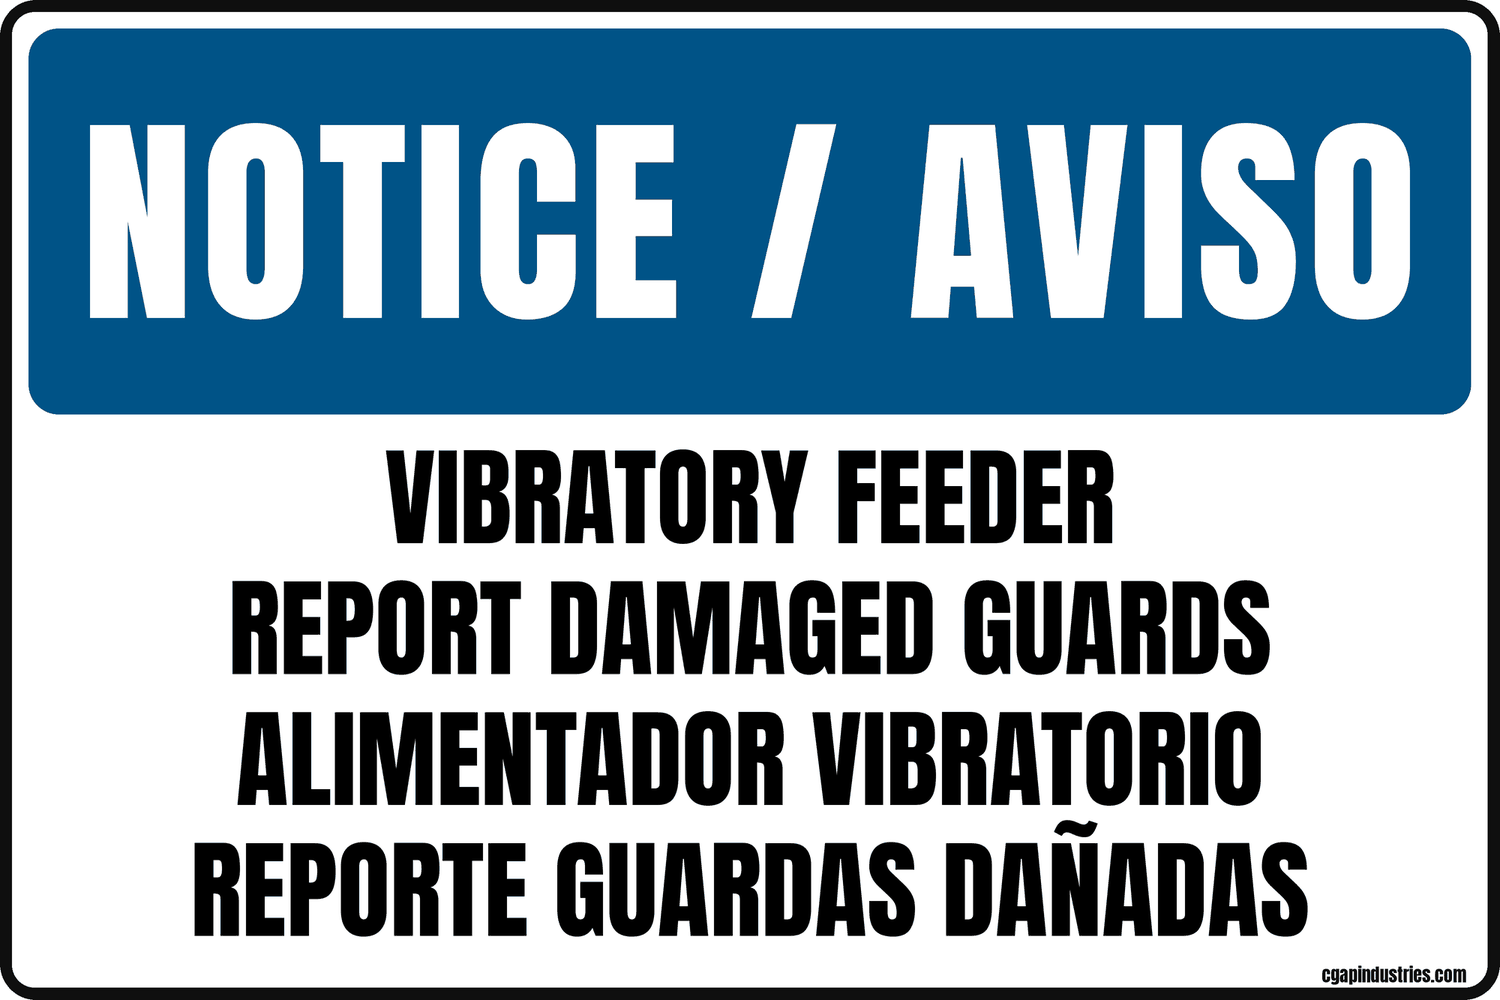 NOTICE / AVISO
VIBRATORY FEEDER
REPORT DAMAGED GUARDS
ALIMENTADOR VIBRATORIO
REPORTE GUARDAS DAÑADAS
cgapindustries.com